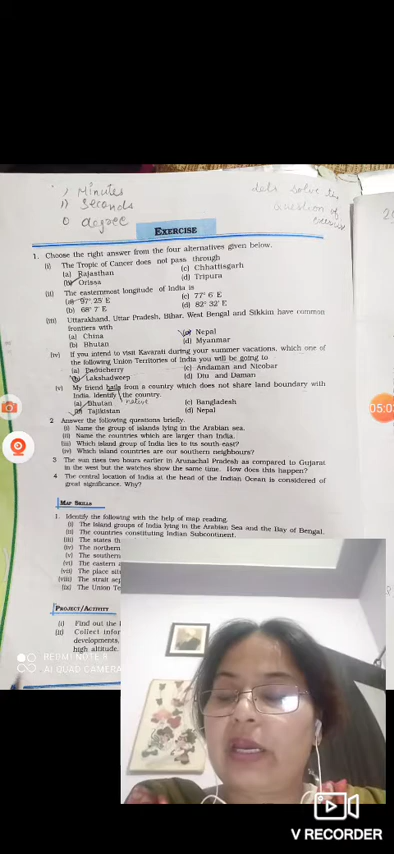 1) Minutes
11) Seconds
0 degree
lets solve the
question of
exercise
EXERCISE
1. Choose the right answer from the four alternatives given below.
(i) The Tropic of Cancer does not pass through
(a) Rajasthan (c) Chhattisgarh
(b) Orissa (d) Tripura
(ii) The easternmost longitude of India is
(a) 97° 25' E (c) 77° 6' E
(b) 68° 7' E (d) 82° 32' E
(iii) Uttarakhand, Uttar Pradesh, Bihar, West Bengal and Sikkim have common
frontiers with
(a) China Nepal
(b) Bhutan (d) Myanmar
(iv) If you intend to visit Kavarati during your summer vacations, which one of
the following Union Territories of India you will be going to
(a) Puducherry (c) Andaman and Nicobar
(b) Lakshadweep (d) Diu and Daman
(v) My friend hails from a country which does not share land boundary with
India. Identify the country.
native
(a) Bhutan (c) Bangladesh
(b) Tajikistan (d) Nepal
2 Answer the following questions briefly.
(i) Name the group of islands lying in the Arabian sea.
(ii) Name the countries which are larger than India.
(iii) Which island group of India lies to its south-east?
(iv) Which island countries are our southern neighbours?
3 The sun rises two hours earlier in Arunachal Pradesh as compared to Gujarat
in the west but the watches show the same time. How does this happen?
4 The central location of India at the head of the Indian Ocean is considered of
great significance. Why?
MAP SKILLS
1. Identify the following with the help of map reading.
(i) The Island groups of India lying in the Arabian Sea and the Bay of Bengal.
(ii) The countries constituting Indian Subcontinent.
(iii) The states th
(iv) The northern
(v) The southern
(vi) The eastern
(vii) The place sit
(viii) The strait
(ix) The Union Te
PROJECT/ACTIVITY
(i) Find out the
(ii) Collect infor
developments,
high altitude.
REDMI NOTE 8
AI QUAD CAMERA
05:0
V RECORDER